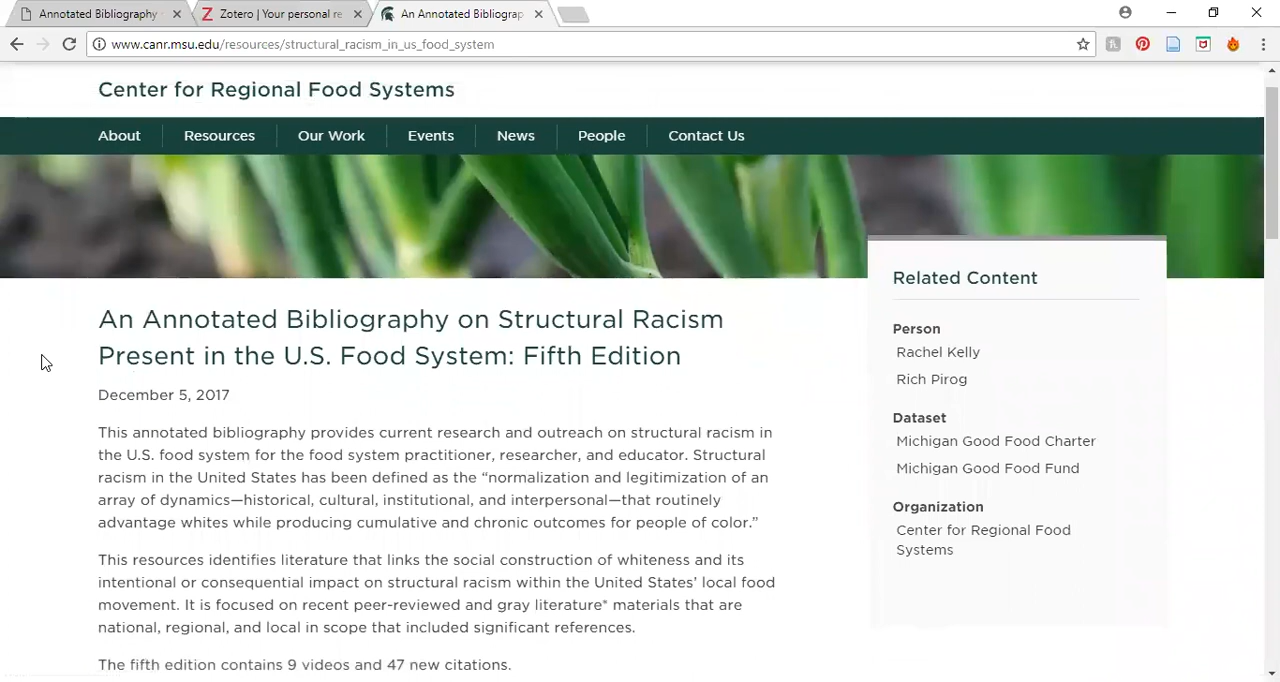 Annotated Bibliography
Zotero | Your personal re
An Annotated Bibliograp
www.canr.msu.edu/resources/structural_racism_in_us_food_system
Center for Regional Food Systems
About
Resources
Our Work
Events
News
People
Contact Us
An Annotated Bibliography on Structural Racism
Present in the U.S. Food System: Fifth Edition
December 5, 2017
This annotated bibliography provides current research and outreach on structural racism in
the U.S. food system for the food system practitioner, researcher, and educator. Structural
racism in the United States has been defined as the “normalization and legitimization of an
array of dynamics—historical, cultural, institutional, and interpersonal—that routinely
advantage whites while producing cumulative and chronic outcomes for people of color.”
This resources identifies literature that links the social construction of whiteness and its
intentional or consequential impact on structural racism within the United States’ local food
movement. It is focused on recent peer-reviewed and gray literature* materials that are
national, regional, and local in scope that included significant references.
The fifth edition contains 9 videos and 47 new citations.
Related Content
Person
Rachel Kelly
Rich Pirog
Dataset
Michigan Good Food Charter
Michigan Good Food Fund
Organization
Center for Regional Food
Systems